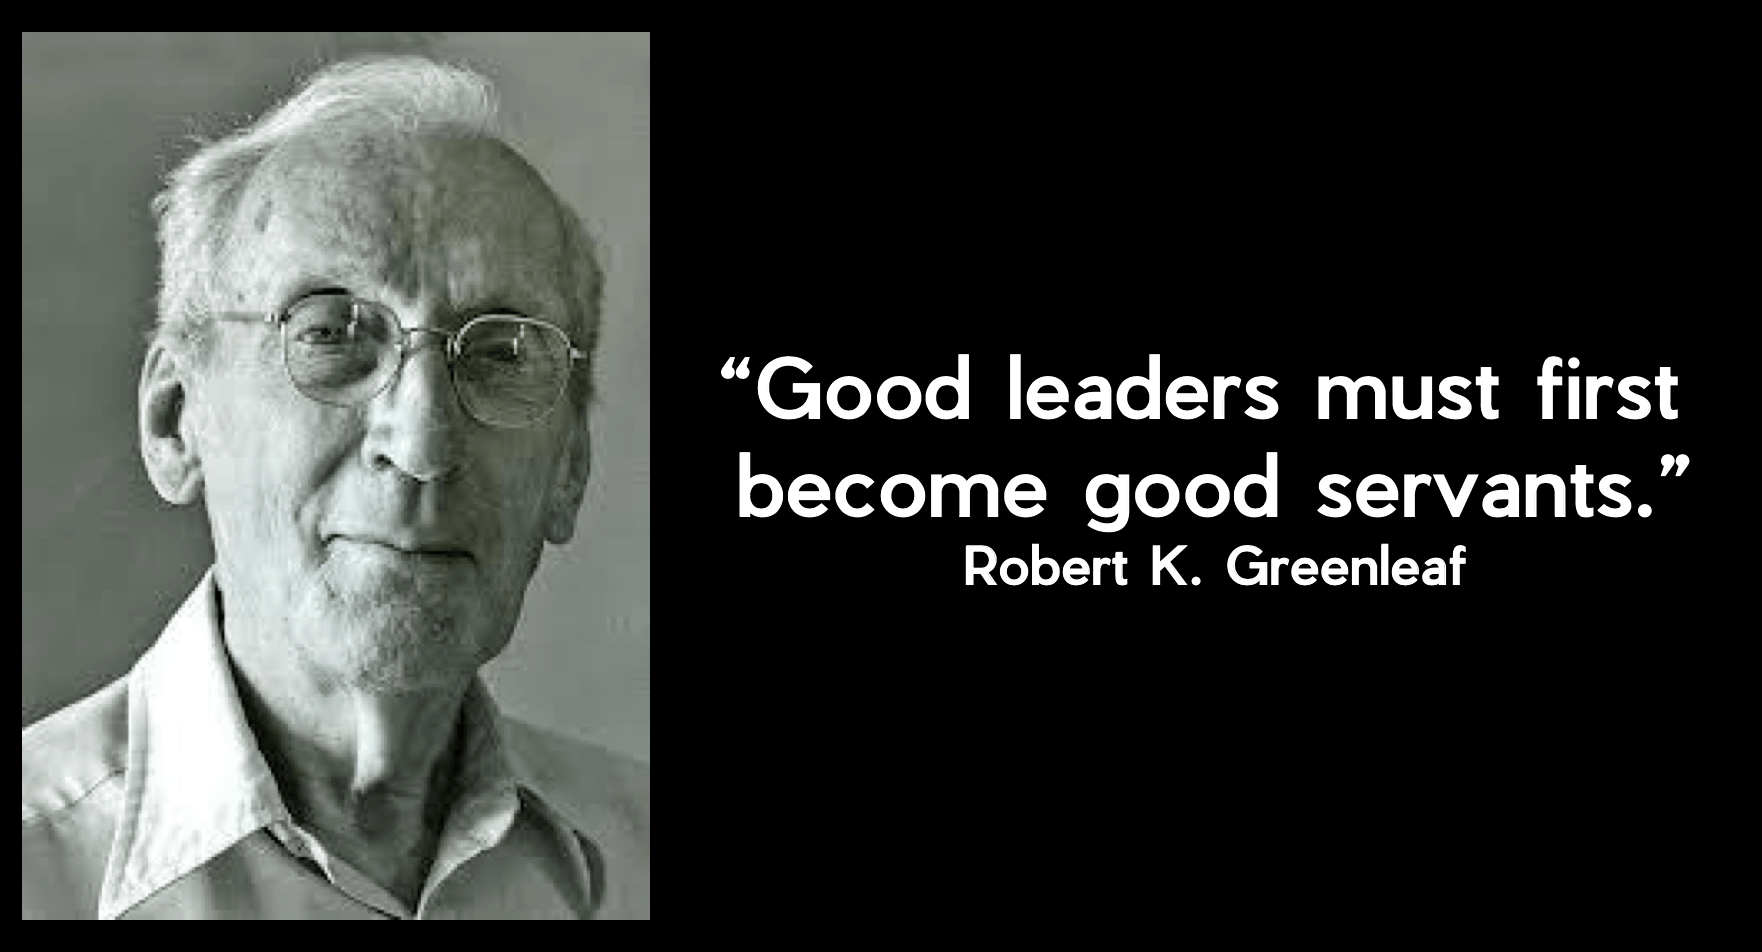 “Good leaders must first
become good servants.”
Robert K. Greenleaf